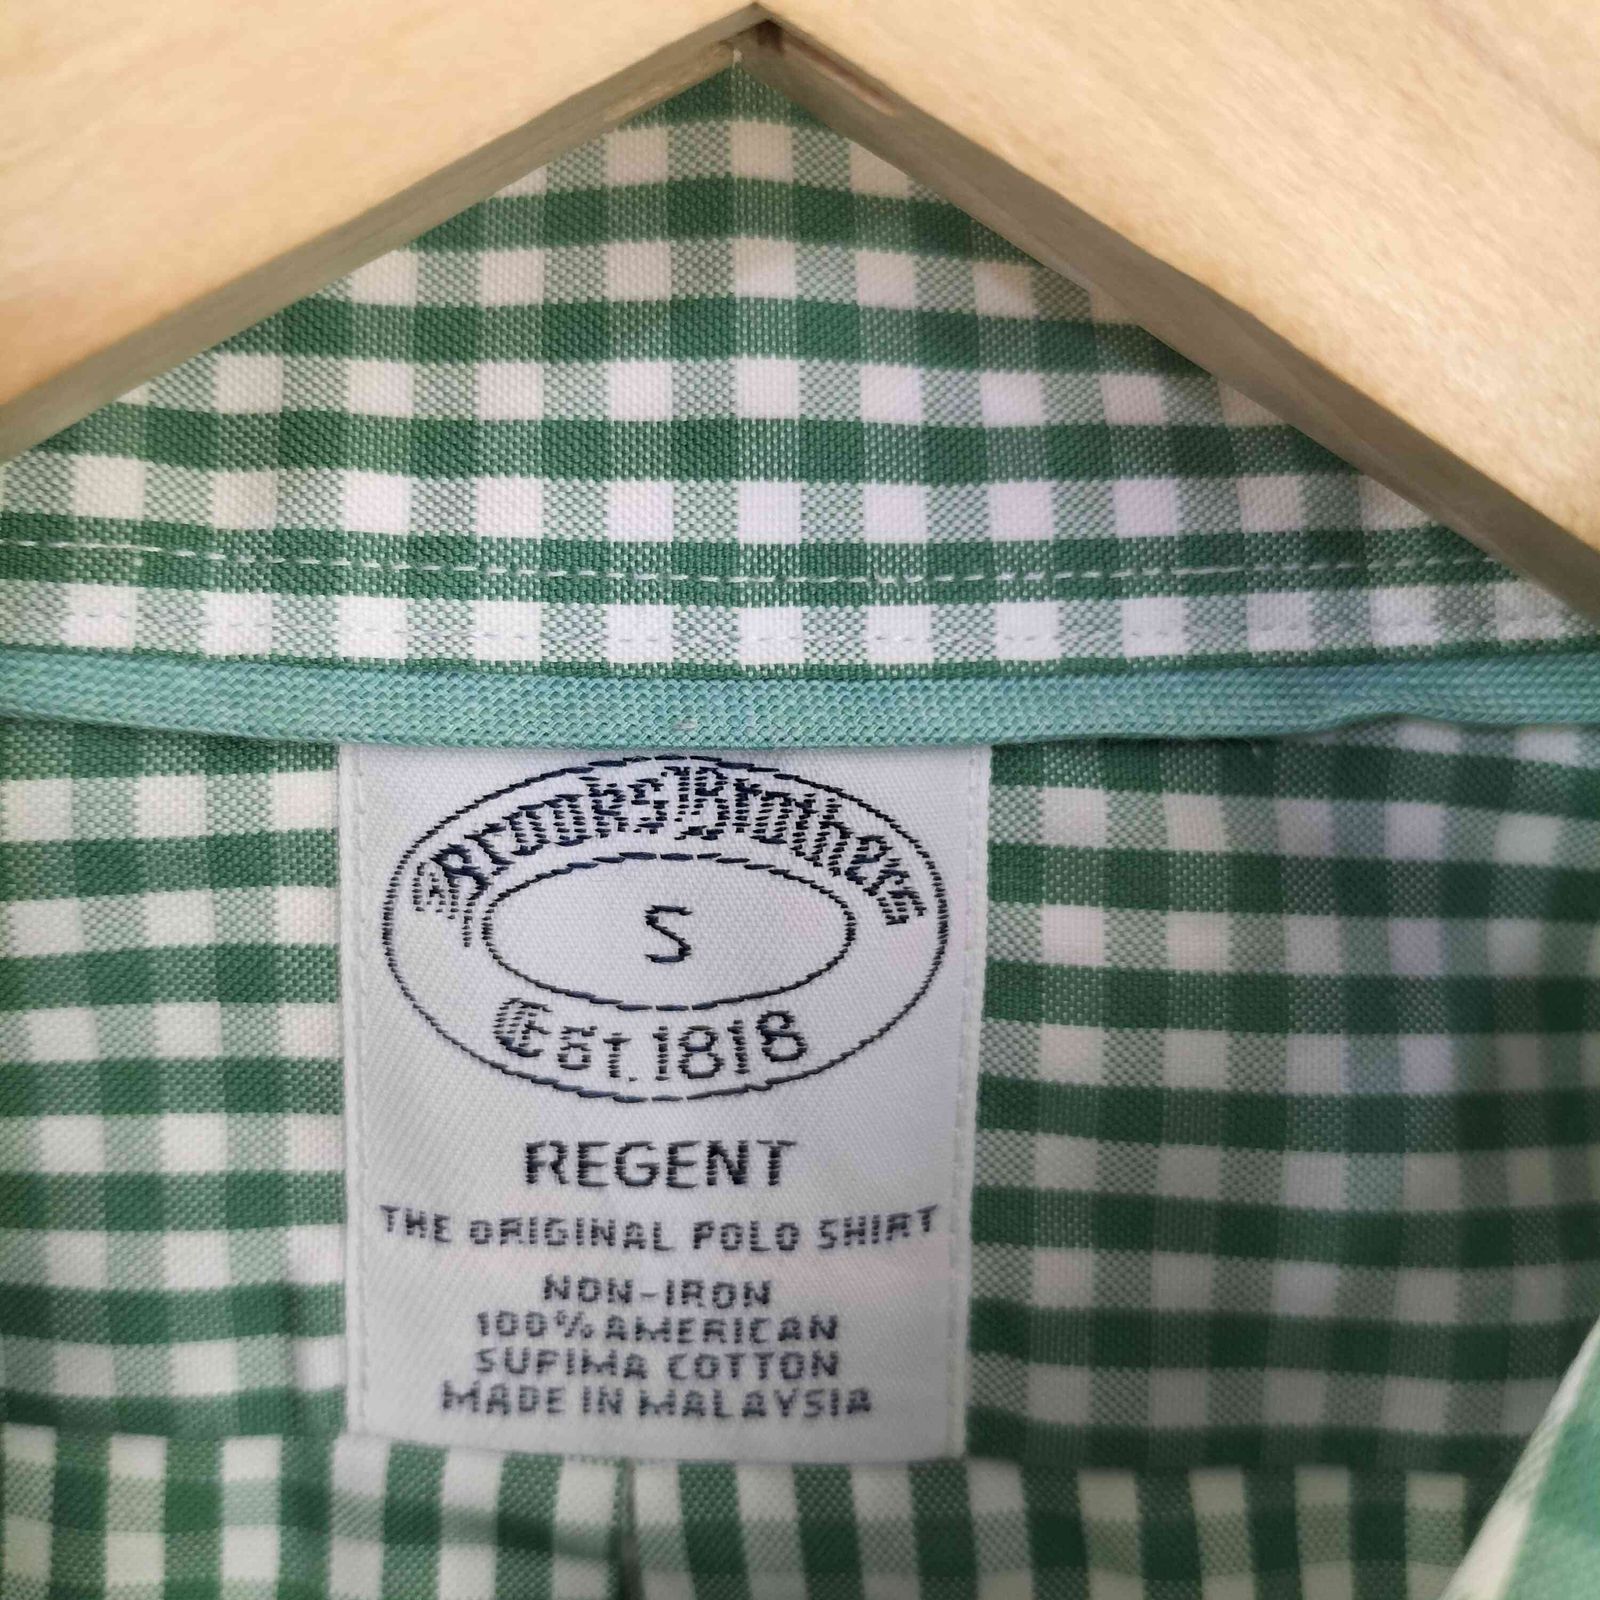 Brooks Brothers
S
Est. 1818
REGENT
THE ORIGINAL POLO SHIRT
NON-IRON
100% AMERICAN
SUPIMA COTTON
MADE IN MALAYSIA